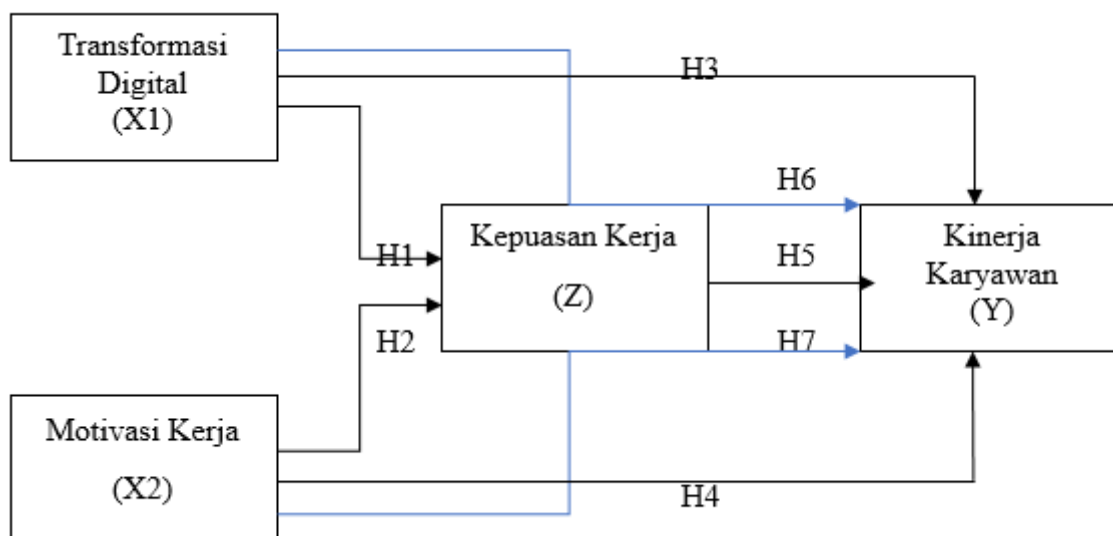 Transformasi
Digital
(X1)
H3
H6
Kepuasan Kerja
(Z)
H1
H5
Kinerja
Karyawan
(Y)
H2
H7
Motivasi Kerja
(X2)
H4